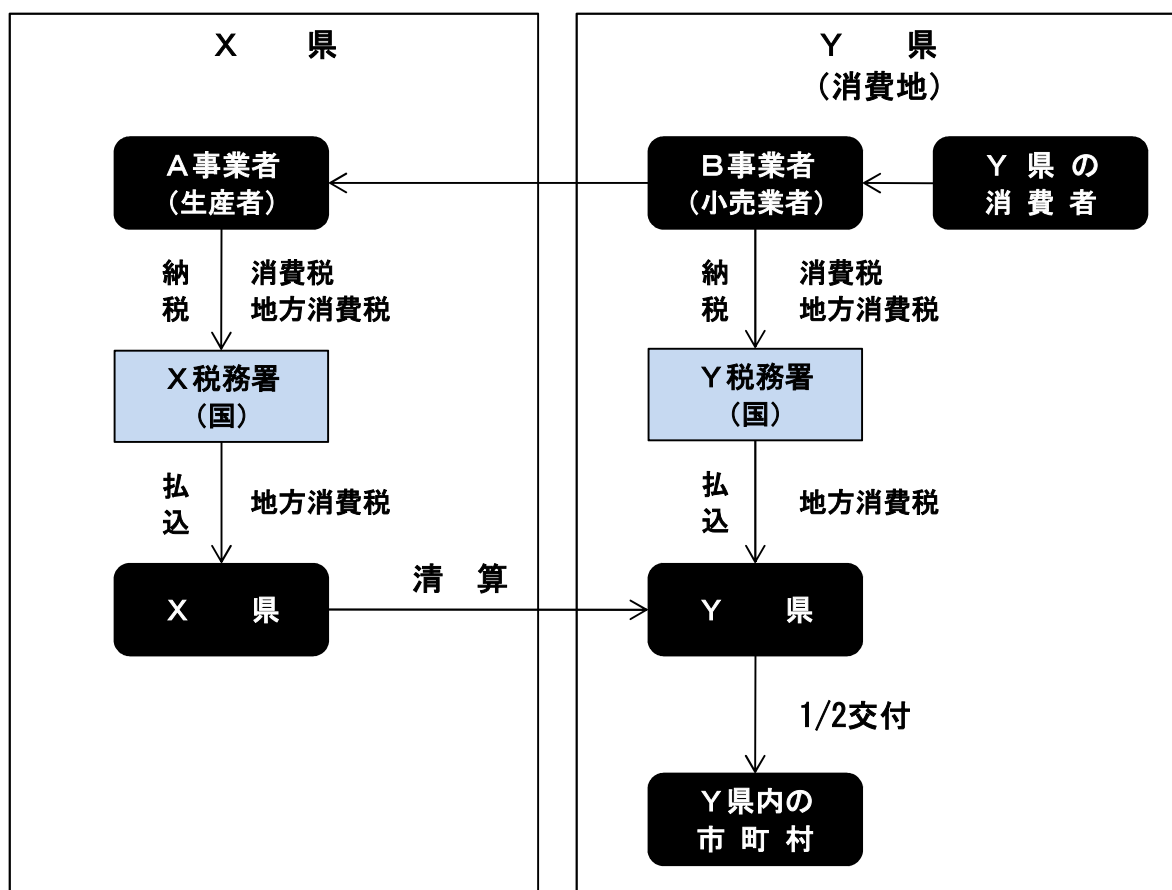 X 県
A事業者
(生産者)
納税
消費税
地方消費税
X税務署
(国)
払込
地方消費税
X 県
清 算
Y 県
(消費地)
B事業者
(小売業者)
Y 県 の
消 費 者
納税
消費税
地方消費税
Y税務署
(国)
払込
地方消費税
Y 県
1/2交付
Y県内の
市 町 村